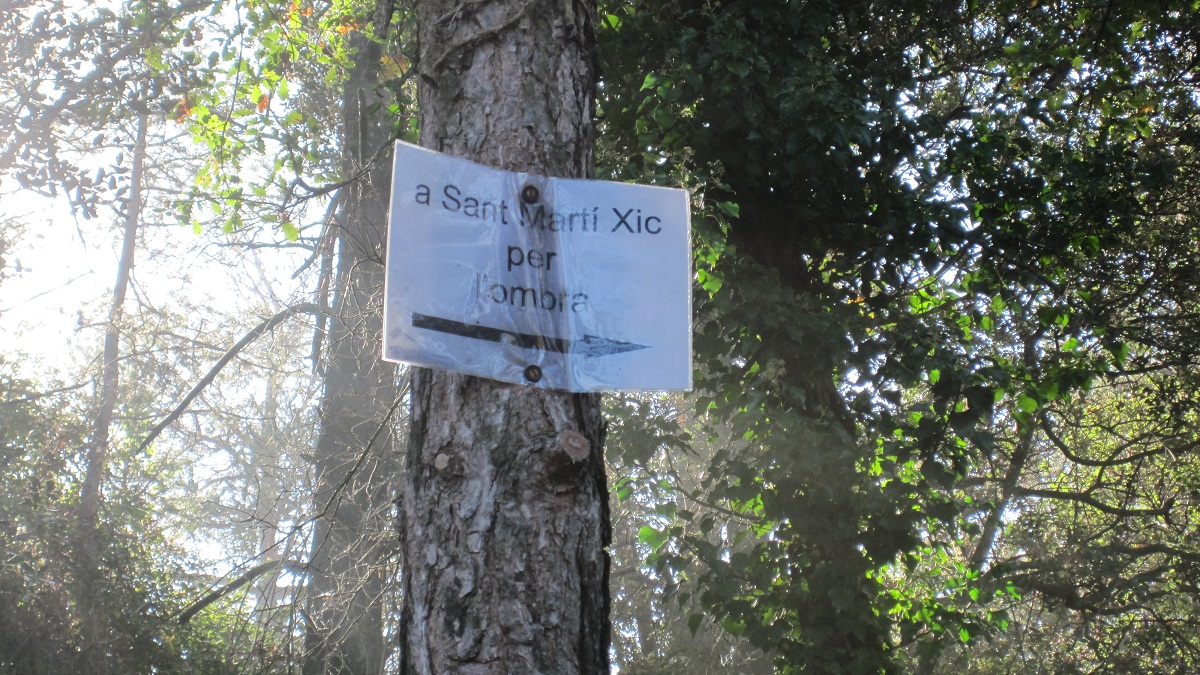 a Sant Martí Xic
per
l'ombra